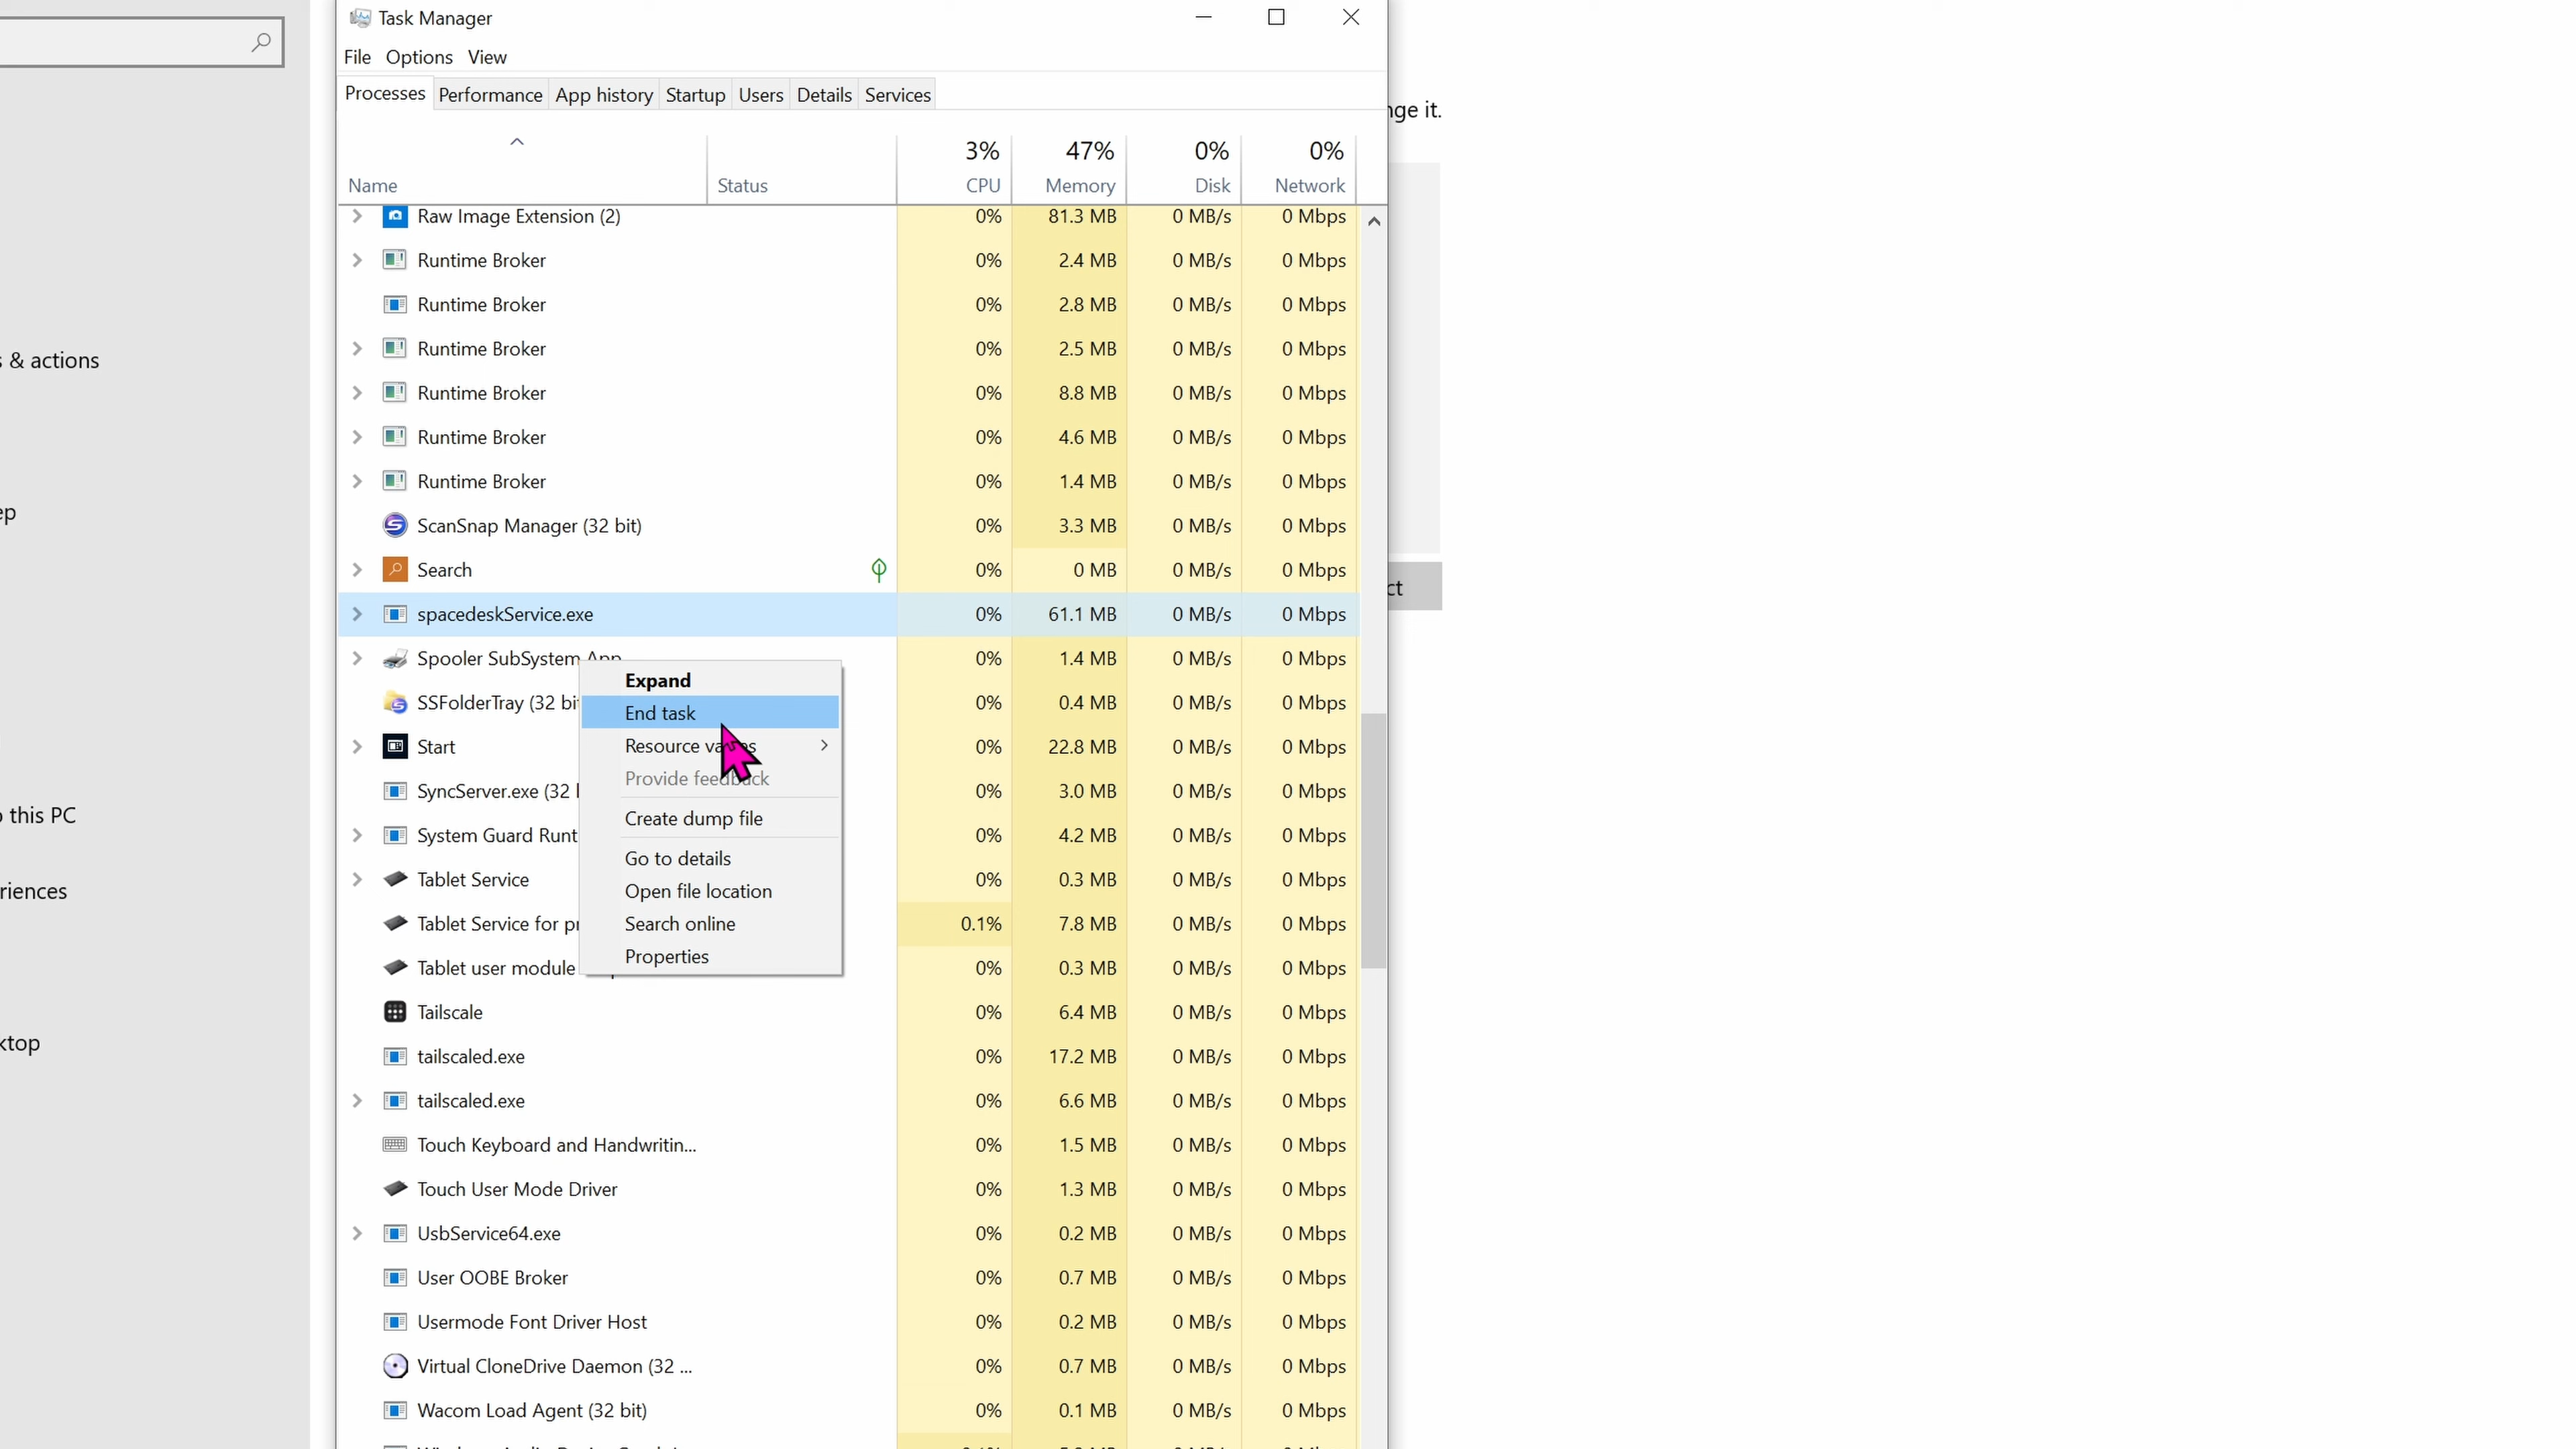 Task Manager
File Options View
Processes Performance App history Startup Users Details Services
nge it.
3% 47% 0% 0%
Name Status CPU Memory Disk Network
Raw Image Extension (2) 0% 81.3 MB 0 MB/s 0 Mbps
Runtime Broker 0% 2.4 MB 0 MB/s 0 Mbps
Runtime Broker 0% 2.8 MB 0 MB/s 0 Mbps
Runtime Broker 0% 2.5 MB 0 MB/s 0 Mbps
& actions
Runtime Broker 0% 8.8 MB 0 MB/s 0 Mbps
Runtime Broker 0% 4.6 MB 0 MB/s 0 Mbps
Runtime Broker 0% 1.4 MB 0 MB/s 0 Mbps
ep
ScanSnap Manager (32 bit) 0% 3.3 MB 0 MB/s 0 Mbps
Search 0% 0 MB 0 MB/s 0 Mbps
ct
spacedeskService.exe 0% 61.1 MB 0 MB/s 0 Mbps
Spooler SubSystem App 0% 1.4 MB 0 MB/s 0 Mbps
Expand
SSFolderTray (32 bit 0% 0.4 MB 0 MB/s 0 Mbps
End task
Start 0% 22.8 MB 0 MB/s 0 Mbps
Resource values
Provide feedback
SyncServer.exe (32 0% 3.0 MB 0 MB/s 0 Mbps
this PC
Create dump file
System Guard Runt 0% 4.2 MB 0 MB/s 0 Mbps
Go to details
Tablet Service 0% 0.3 MB 0 MB/s 0 Mbps
riences
Open file location
Tablet Service for pr 0.1% 7.8 MB 0 MB/s 0 Mbps
Search online
Properties
Tablet user module 0% 0.3 MB 0 MB/s 0 Mbps
Tailscale 0% 6.4 MB 0 MB/s 0 Mbps
ktop
tailscaled.exe 0% 17.2 MB 0 MB/s 0 Mbps
tailscaled.exe 0% 6.6 MB 0 MB/s 0 Mbps
Touch Keyboard and Handwritin... 0% 1.5 MB 0 MB/s 0 Mbps
Touch User Mode Driver 0% 1.3 MB 0 MB/s 0 Mbps
UsbService64.exe 0% 0.2 MB 0 MB/s 0 Mbps
User OOBE Broker 0% 0.7 MB 0 MB/s 0 Mbps
Usermode Font Driver Host 0% 0.2 MB 0 MB/s 0 Mbps
Virtual CloneDrive Daemon (32 ... 0% 0.7 MB 0 MB/s 0 Mbps
Wacom Load Agent (32 bit) 0% 0.1 MB 0 MB/s 0 Mbps